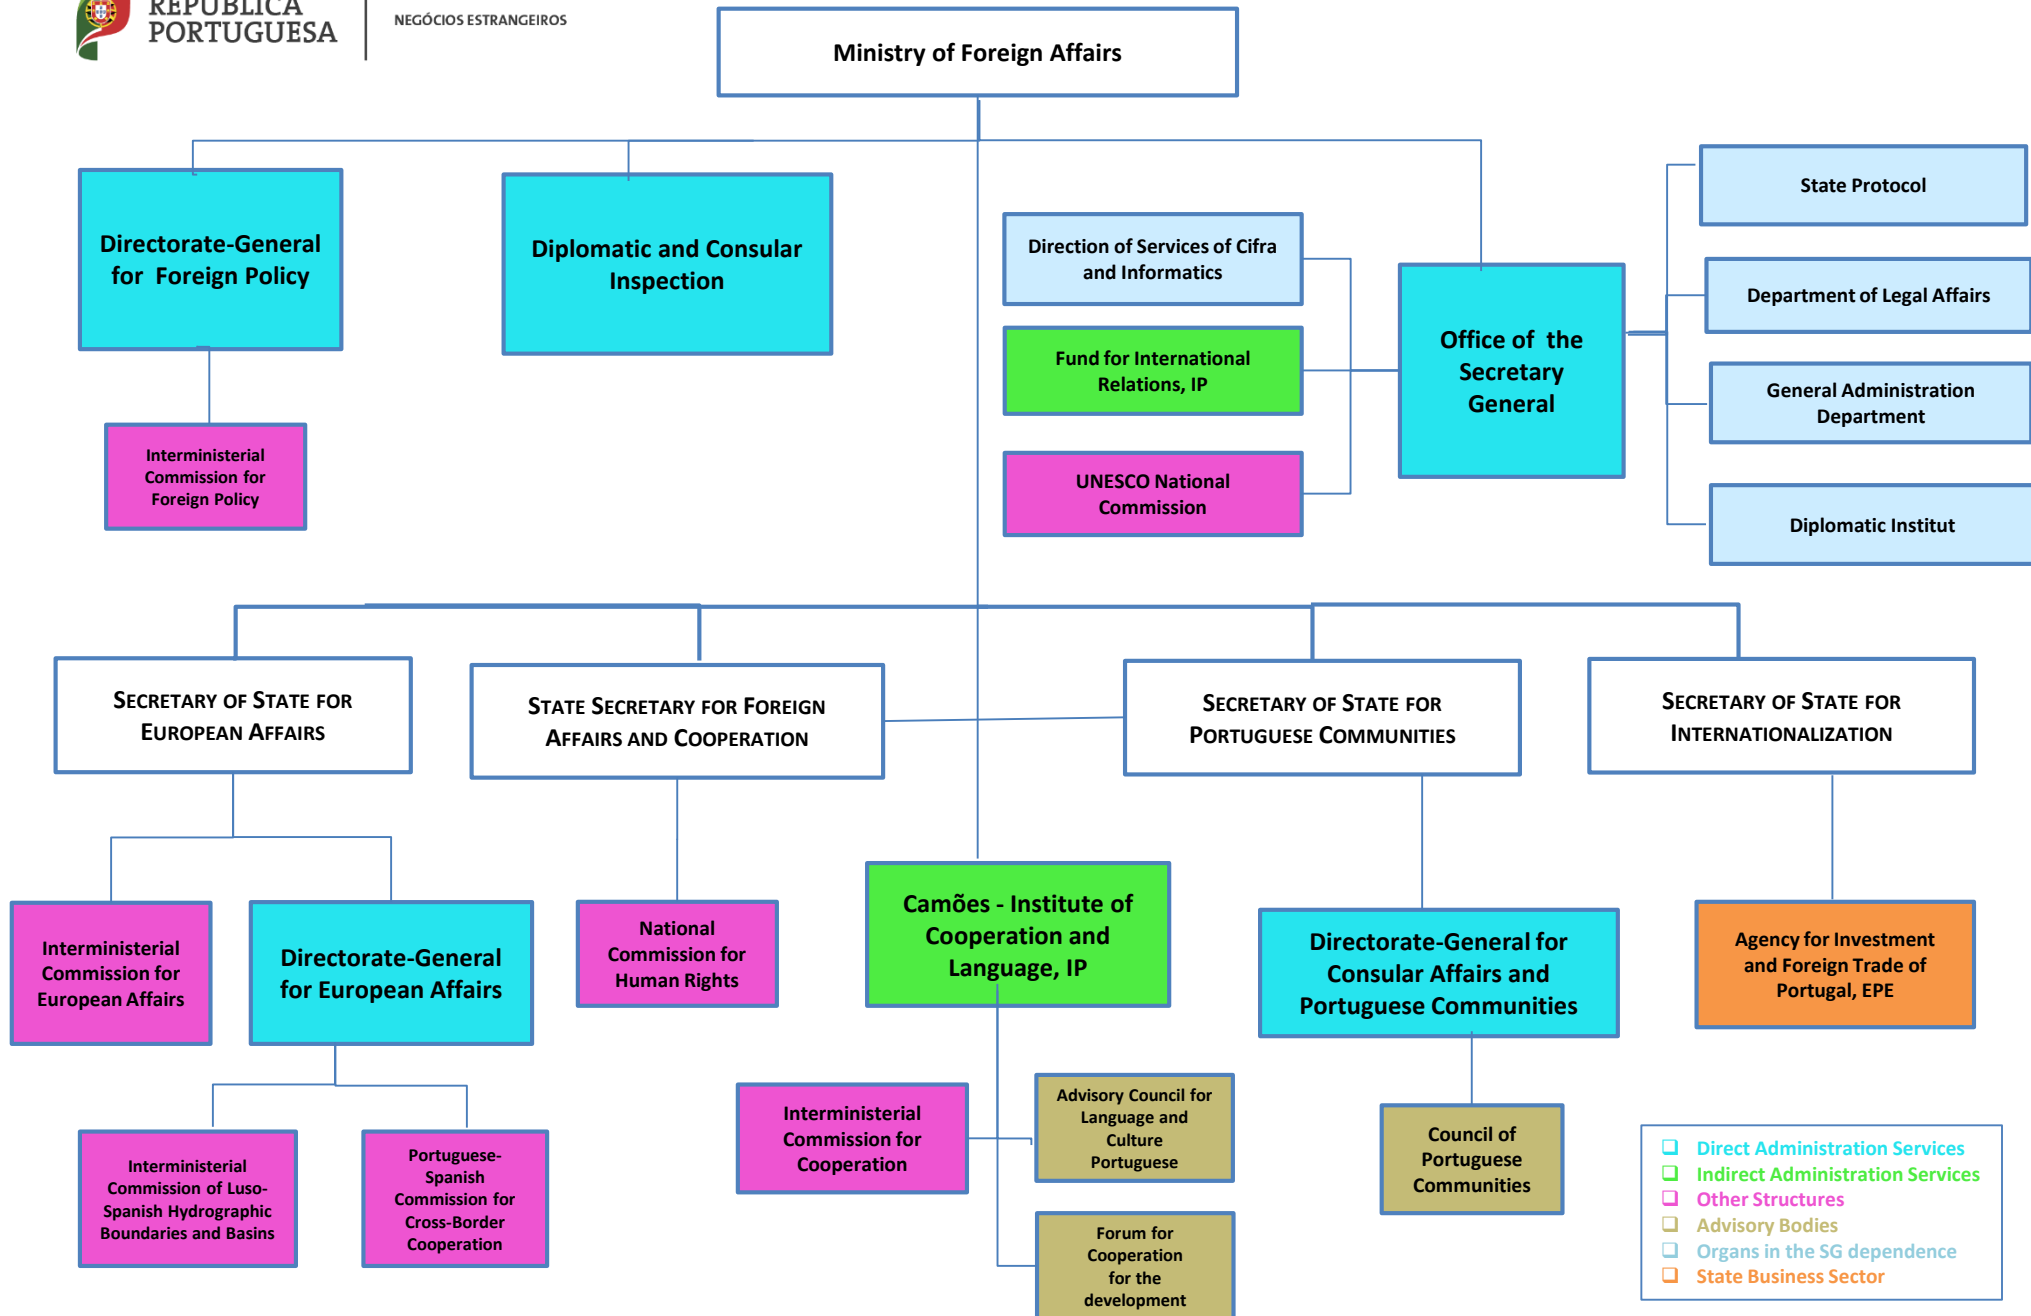 REPÚBLICA
PORTUGUESA
NEGÓCIOS ESTRANGEIROS
Ministry of Foreign Affairs
Directorate-General
for Foreign Policy
Diplomatic and Consular
Inspection
Direction of Services of Cifra
and Informatics
Fund for International
Relations, IP
UNESCO National
Commission
Office of the
Secretary
General
State Protocol
Department of Legal Affairs
General Administration
Department
Diplomatic Institut
Interministerial
Commission for
Foreign Policy
SECRETARY OF STATE FOR
EUROPEAN AFFAIRS
STATE SECRETARY FOR FOREIGN
AFFAIRS AND COOPERATION
SECRETARY OF STATE FOR
PORTUGUESE COMMUNITIES
SECRETARY OF STATE FOR
INTERNATIONALIZATION
Interministerial
Commission for
European Affairs
Directorate-General
for European Affairs
National
Commission for
Human Rights
Camões - Institute of
Cooperation and
Language, IP
Directorate-General for
Consular Affairs and
Portuguese Communities
Agency for Investment
and Foreign Trade of
Portugal, EPE
Interministerial
Commission of Luso-
Spanish Hydrographic
Boundaries and Basins
Portuguese-
Spanish
Commission for
Cross-Border
Cooperation
Interministerial
Commission for
Cooperation
Advisory Council for
Language and
Culture
Portuguese
Forum for
Cooperation
for the
development
Council of
Portuguese
Communities
Direct Administration Services
Indirect Administration Services
Other Structures
Advisory Bodies
Organs in the SG dependence
State Business Sector